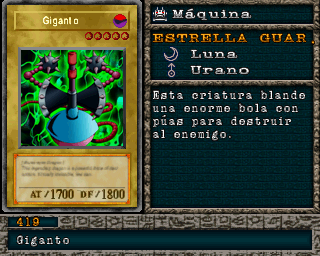 Giganto
AT/1700 DF/1800
Máquina
ESTRELLA GUAR.
Luna
Urano
Esta criatura blande
una enorme bola con
púas para destruir
al enemigo.
419
Giganto